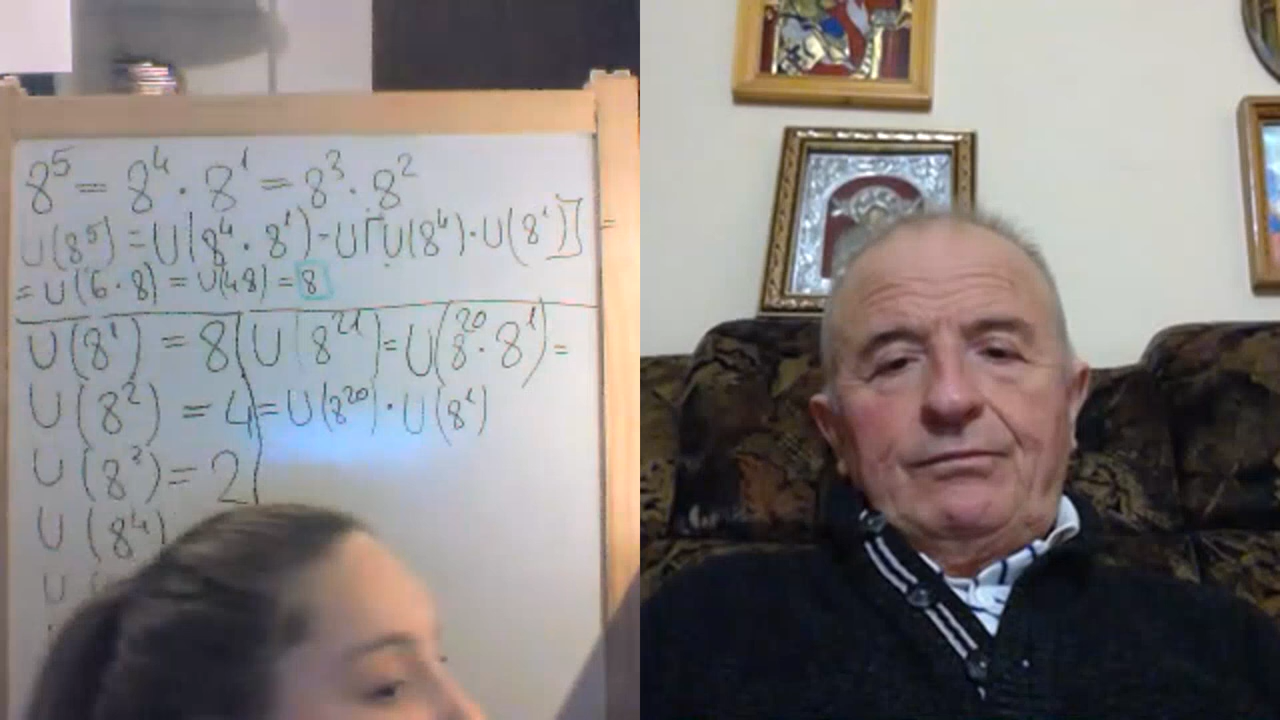 8⁵ = 8⁴ · 8¹ = 8³ · 8²
U(8⁵) = U(8⁴ · 8¹) = U[U(8⁴) · U(8¹)] =
= U(6 · 8) = U(48) = 8
U(8¹) = 8
U(8²) = 4
U(8³) = 2
U(8⁴)
U
U(8²¹) = U(8²⁰ · 8¹) =
= U(8²⁰) · U(8¹)